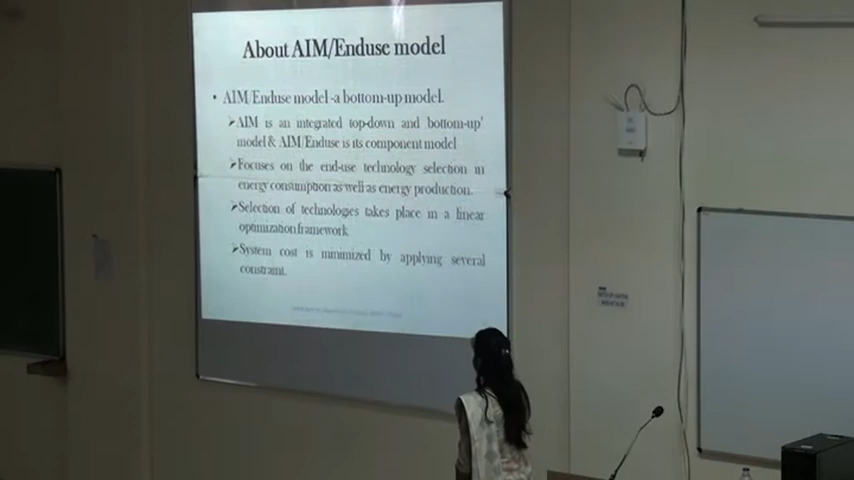 About AIM/Enduse model
• AIM/Enduse model -a bottom-up model.
➢AIM is an integrated top-down and bottom-up'
model & AIM/Enduse is its component model
➢Focuses on the end-use technology selection in
energy consumption as well as energy production.
➢Selection of technologies takes place in a linear
optimization framework
➢System cost is minimized by applying several
constraint.